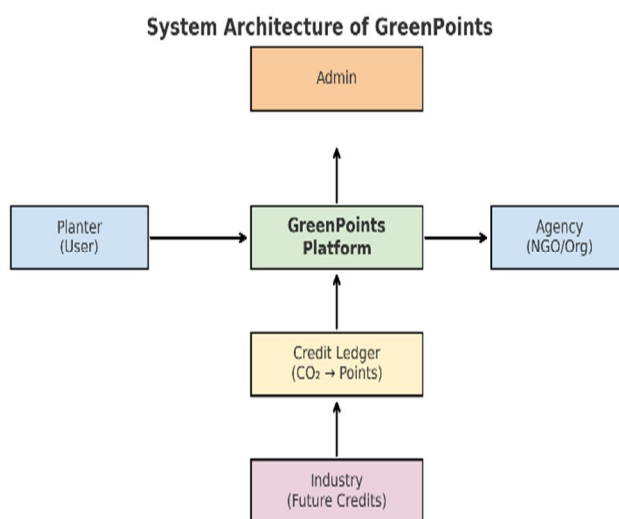 System Architecture of GreenPoints
Admin
Planter
(User)
GreenPoints
Platform
Agency
(NGO/Org)
Credit Ledger
(CO₂ → Points)
Industry
(Future Credits)